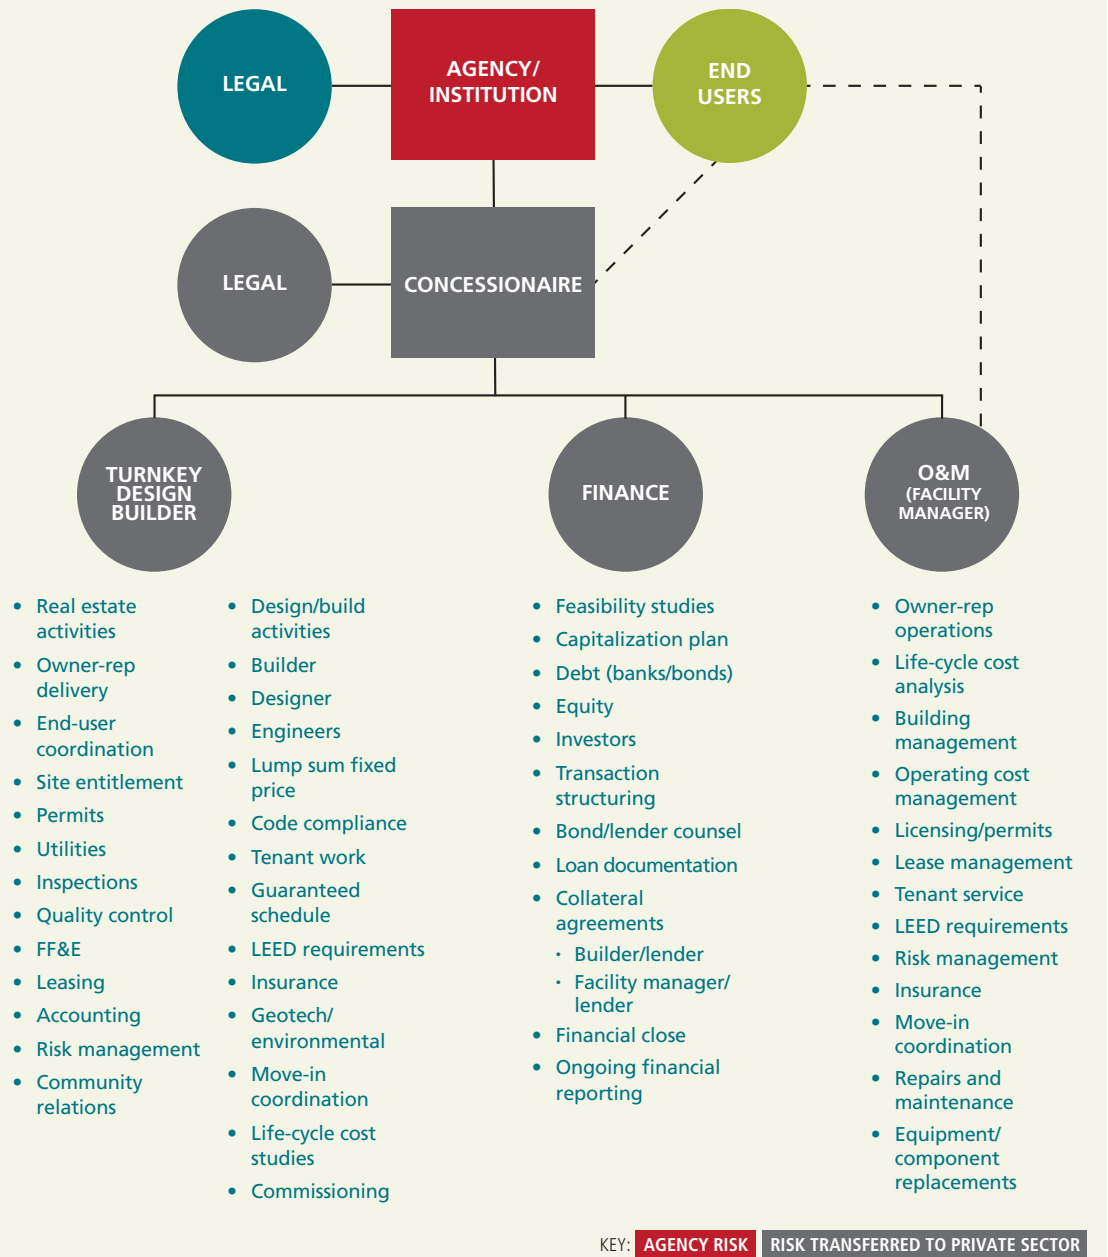 LEGAL
AGENCY/
INSTITUTION
END
USERS
LEGAL
CONCESSIONAIRE
TURNKEY
DESIGN
BUILDER
FINANCE
O&M
(FACILITY
MANAGER)
• Real estate
activities
• Owner-rep
delivery
• End-user
coordination
• Site entitlement
• Permits
• Utilities
• Inspections
• Quality control
• FF&E
• Leasing
• Accounting
• Risk management
• Community
relations
• Design/build
activities
• Builder
• Designer
• Engineers
• Lump sum fixed
price
• Code compliance
• Tenant work
• Guaranteed
schedule
• LEED requirements
• Insurance
• Geotech/
environmental
• Move-in
coordination
• Life-cycle cost
studies
• Commissioning
• Feasibility studies
• Capitalization plan
• Debt (banks/bonds)
• Equity
• Investors
• Transaction
structuring
• Bond/lender counsel
• Loan documentation
• Collateral
agreements
· Builder/lender
· Facility manager/
lender
• Financial close
• Ongoing financial
reporting
• Owner-rep
operations
• Life-cycle cost
analysis
• Building
management
• Operating cost
management
• Licensing/permits
• Lease management
• Tenant service
• LEED requirements
• Risk management
• Insurance
• Move-in
coordination
• Repairs and
maintenance
• Equipment/
component
replacements
KEY: AGENCY RISK RISK TRANSFERRED TO PRIVATE SECTOR